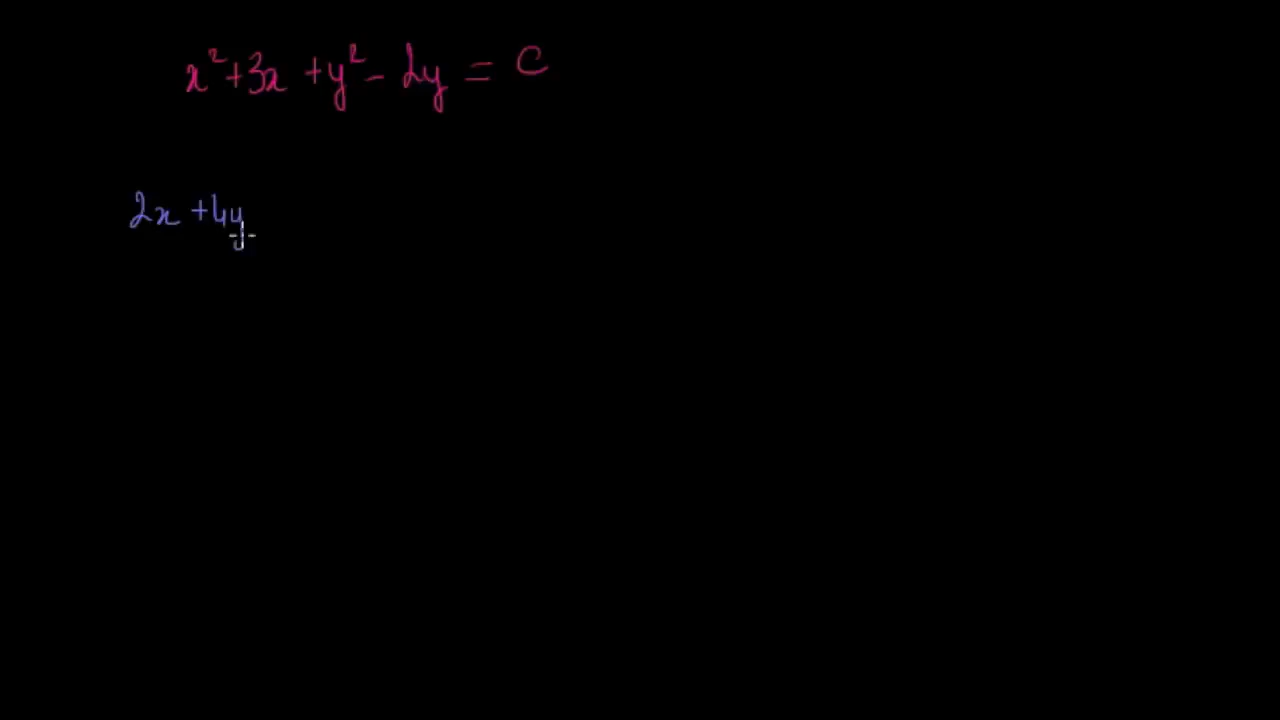 x² + 3x + y² - 2y = C
2x + 4y